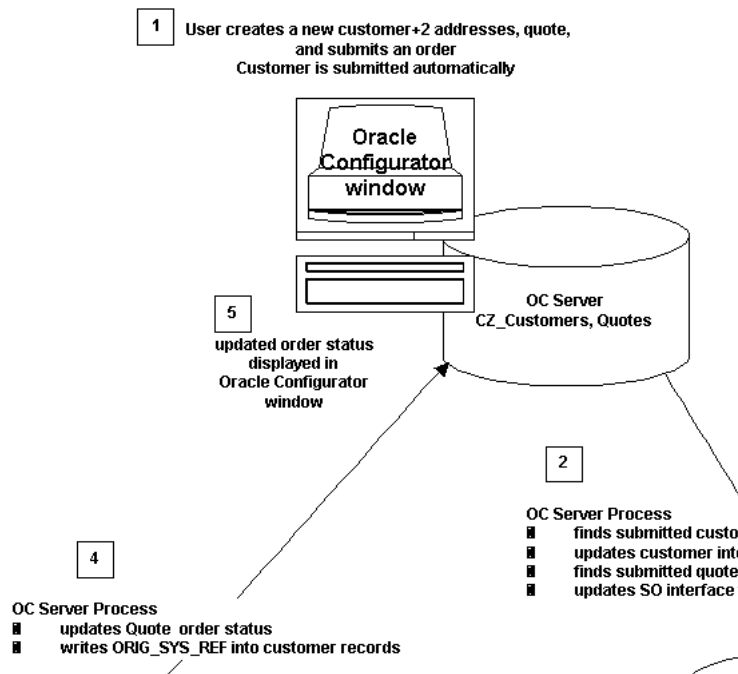 1
User creates a new customer+2 addresses, quote,
and submits an order
Customer is submitted automatically
Oracle
Configurator
window
OC Server
CZ_Customers, Quotes
5
updated order status
displayed in
Oracle Configurator
window
2
OC Server Process
finds submitted custo
updates customer inte
finds submitted quote
updates SO interface
4
OC Server Process
updates Quote order status
writes ORIG_SYS_REF into customer records